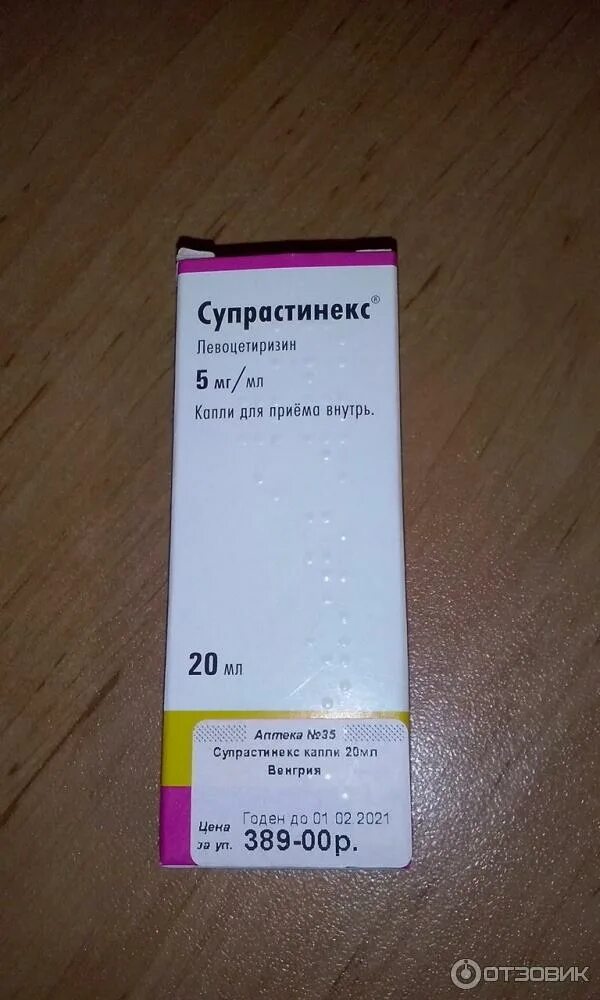 Супрастинекс®
Левоцетиризин
5 мг/мл
Капли для приёма внутрь.
20 мл
Аптека №35
Супрастинекс капли 20мл
Венгрия
Годен до 01 02.2021
Цена за уп. 389-00р.
ОТЗОВИК